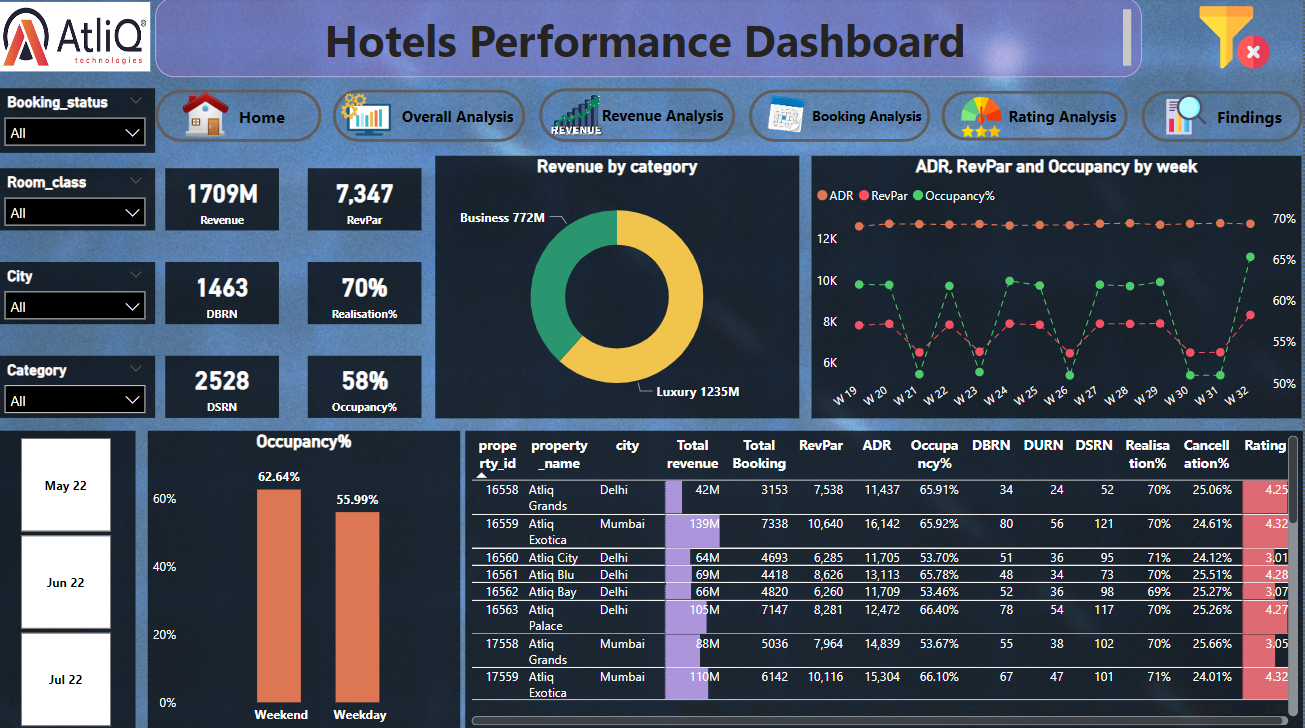 AtliQ
technologies
Hotels Performance Dashboard
Booking_status
All
Home
Overall Analysis
REVENUE
Revenue Analysis
Booking Analysis
Rating Analysis
Findings
Room_class
All
City
All
Category
All
1709M
Revenue
7,347
RevPar
1463
DBRN
70%
Realisation%
2528
DSRN
58%
Occupancy%
Revenue by category
Business 772M
Luxury 1235M
ADR, RevPar and Occupancy by week
ADR RevPar Occupancy%
12K
10K
8K
6K
70%
65%
60%
55%
50%
W 19 W 20 W 21 W 22 W 23 W 24 W 25 W 26 W 27 W 28 W 29 W 30 W 31 W 32
May 22
Jun 22
Jul 22
Occupancy%
60%
40%
20%
0%
62.64%
55.99%
Weekend Weekday
prope property city Total Total RevPar ADR Occupa DBRN DURN DSRN Realisa Cancell Rating
rty_id _name revenue Booking ncy% tion% ation%
16558 Atliq Delhi 42M 3153 7,538 11,437 65.91% 34 24 52 70% 25.06% 4.25
Grands
16559 Atliq Mumbai 139M 7338 10,640 16,142 65.92% 80 56 121 70% 24.61% 4.32
Exotica
16560 Atliq City Delhi 64M 4693 6,285 11,705 53.70% 51 36 95 71% 24.12% 3.01
16561 Atliq Blu Delhi 69M 4418 8,626 13,113 65.78% 48 34 73 70% 25.51% 4.28
16562 Atliq Bay Delhi 66M 4820 6,260 11,709 53.46% 52 36 98 69% 25.27% 3.07
16563 Atliq Delhi 105M 7147 8,281 12,472 66.40% 78 54 117 70% 25.26% 4.27
Palace
17558 Atliq Mumbai 88M 5036 7,964 14,839 53.67% 55 38 102 70% 25.66% 3.05
Grands
17559 Atliq Mumbai 110M 6142 10,116 15,304 66.10% 67 47 101 71% 24.01% 4.32
Exotica